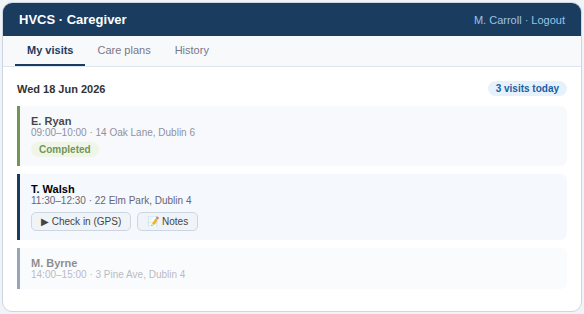 HVCS · Caregiver
M. Carroll · Logout
My visits Care plans History
Wed 18 Jun 2026
3 visits today
E. Ryan
09:00–10:00 · 14 Oak Lane, Dublin 6
Completed
T. Walsh
11:30–12:30 · 22 Elm Park, Dublin 4
▶ Check in (GPS) 📝 Notes
M. Byrne
14:00–15:00 · 3 Pine Ave, Dublin 4